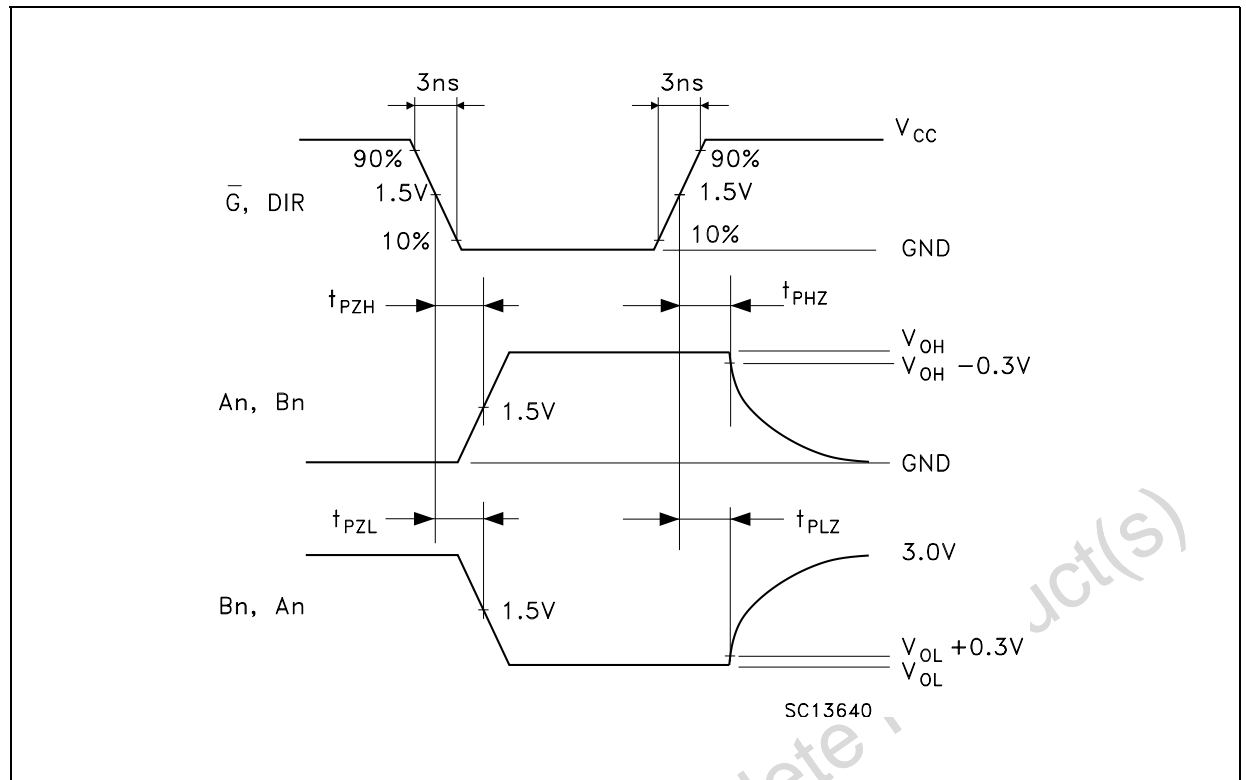 3ns 3ns
V_CC
90% 90%
1.5V 1.5V
G̅, DIR
10% 10%
GND
t_PZH t_PHZ
V_OH
V_OH −0.3V
An, Bn
1.5V
GND
t_PZL t_PLZ
3.0V
Bn, An
1.5V
V_OL +0.3V
V_OL
SC13640